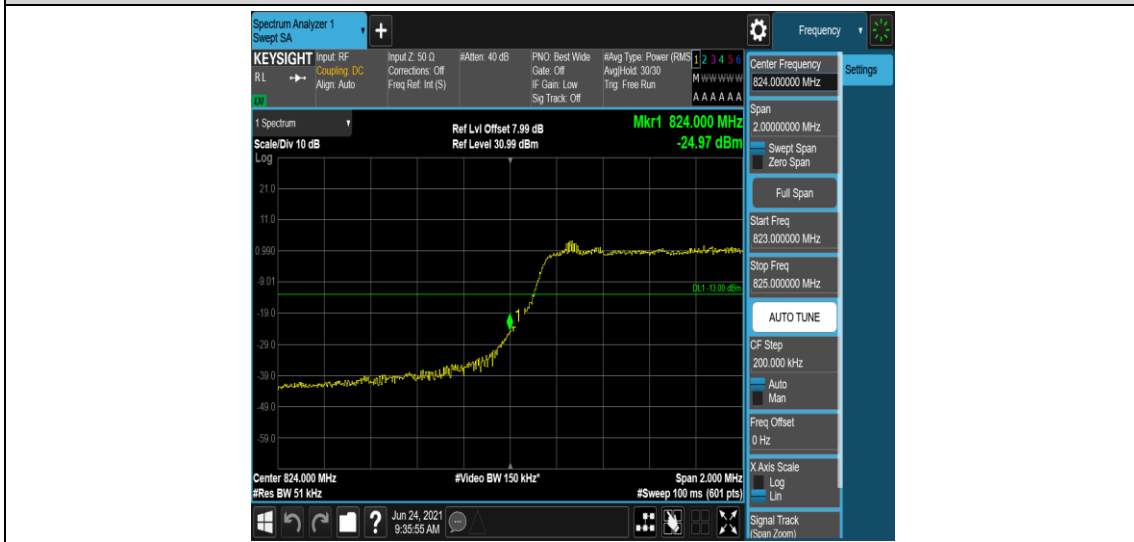 Spectrum Analyzer 1
Swept SA
Frequency
KEYSIGHT
RL
Input: RF
Coupling: DC
Align: Auto
Input Z: 50 Ω
Corrections: Off
Freq Ref: Int (S)
#Atten: 40 dB
PNO: Best Wide
Gate: Off
IF Gain: Low
Sig Track: Off
#Avg Type: Power (RMS
Avg|Hold: 30/30
Trig: Free Run
1 2 3 4 5 6
M W W W W W
A A A A A A
1 Spectrum
Scale/Div 10 dB
Log
Ref Lvl Offset 7.99 dB
Ref Level 30.99 dBm
Mkr1 824.000 MHz
-24.97 dBm
21.0
11.0
0.990
-9.01
-19.0
-29.0
-39.0
-49.0
-59.0
DL1 -13.00 dBm
1
Center 824.000 MHz
#Res BW 51 kHz
#Video BW 150 kHz*
Span 2.000 MHz
#Sweep 100 ms (601 pts)
Jun 24, 2021
9:35:55 AM
Center Frequency
824.000000 MHz
Settings
Span
2.00000000 MHz
Swept Span
Zero Span
Full Span
Start Freq
823.000000 MHz
Stop Freq
825.000000 MHz
AUTO TUNE
CF Step
200.000 kHz
Auto
Man
Freq Offset
0 Hz
X Axis Scale
Log
Lin
Signal Track
(Span Zoom)